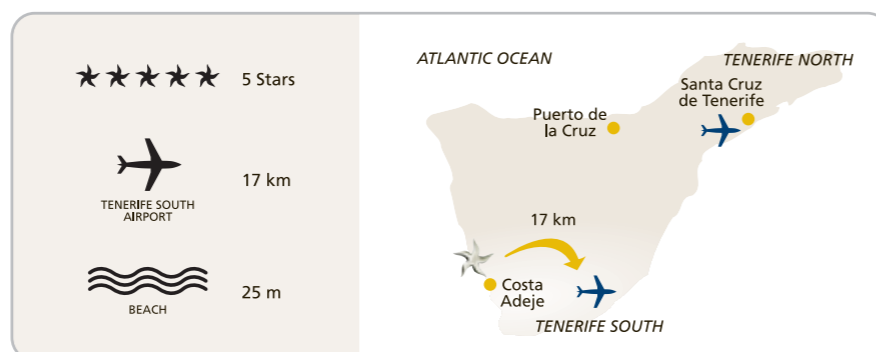 5 Stars
17 km
TENERIFE SOUTH
AIRPORT
25 m
BEACH
ATLANTIC OCEAN
TENERIFE NORTH
Santa Cruz
de Tenerife
Puerto de
la Cruz
17 km
Costa
Adeje
TENERIFE SOUTH